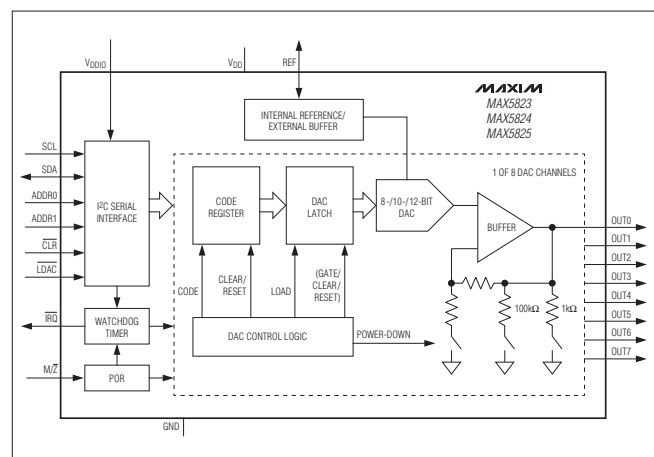 VDDIO
VDD
REF
MAXIM
MAX5823
MAX5824
MAX5825
INTERNAL REFERENCE/
EXTERNAL BUFFER
SCL
SDA
ADDR0
ADDR1
CLR
LDAC
IRQ
M/Z
I2C SERIAL
INTERFACE
WATCHDOG
TIMER
POR
1 OF 8 DAC CHANNELS
CODE
REGISTER
DAC
LATCH
8-/10-/12-BIT
DAC
BUFFER
CODE
CLEAR/
RESET
LOAD
(GATE/
CLEAR/
RESET)
DAC CONTROL LOGIC
POWER-DOWN
100kΩ
1kΩ
OUT0
OUT1
OUT2
OUT3
OUT4
OUT5
OUT6
OUT7
GND